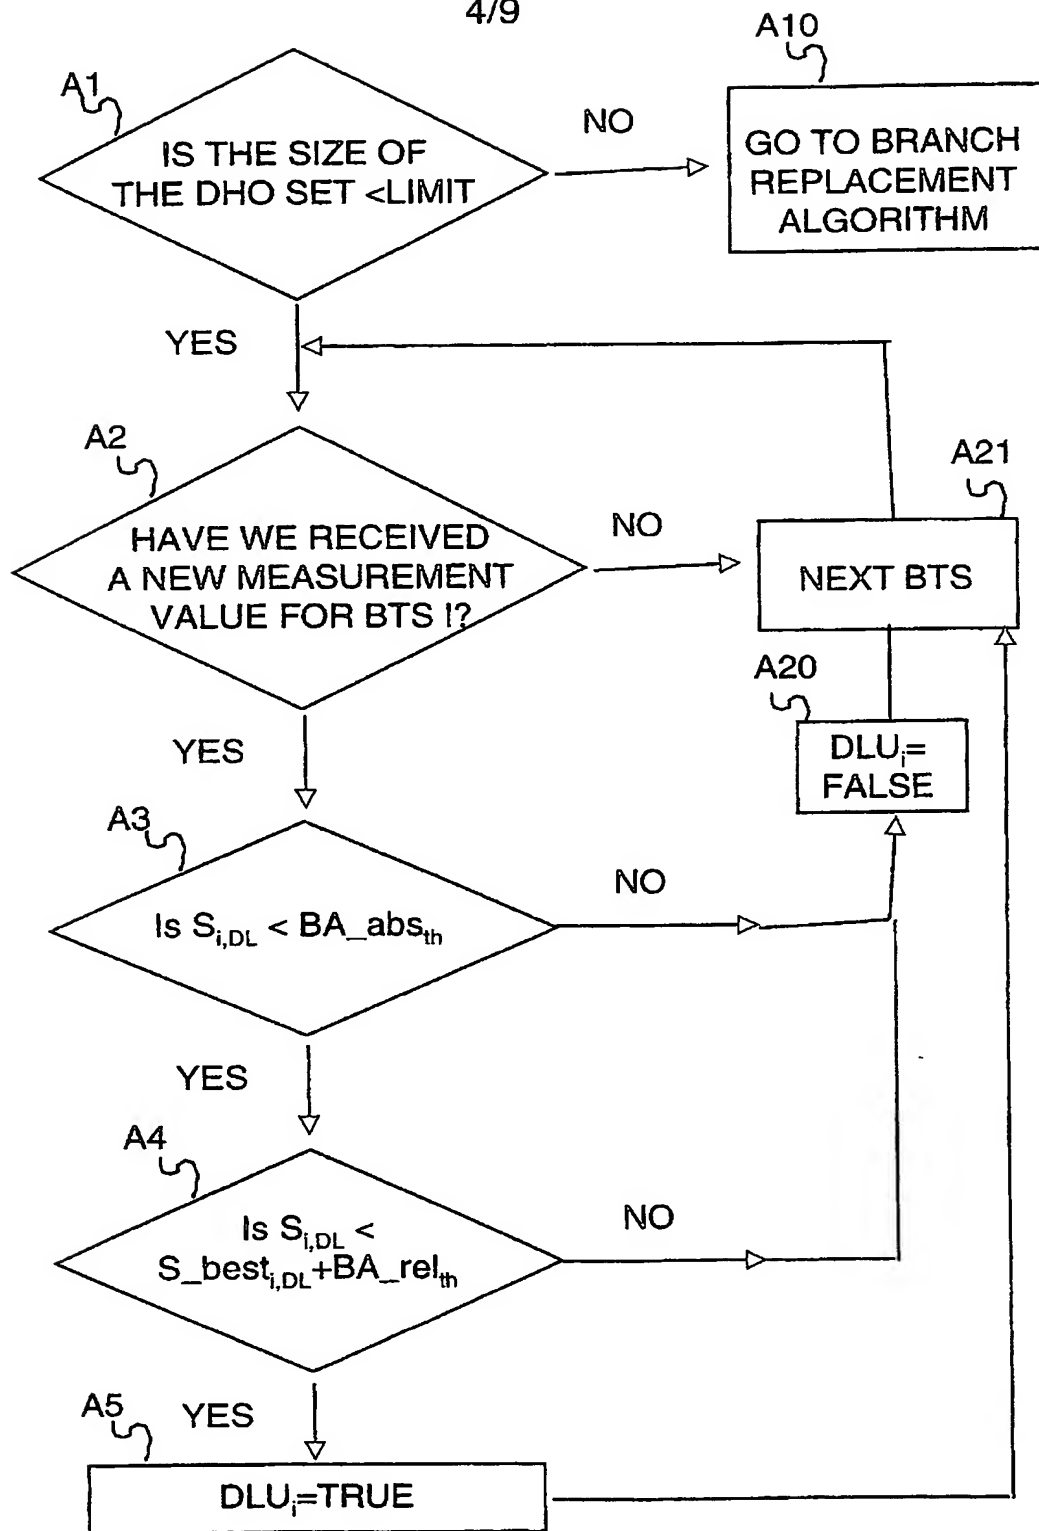 4/9
A1
IS THE SIZE OF
THE DHO SET <LIMIT
NO
A10
GO TO BRANCH
REPLACEMENT
ALGORITHM
YES
A2
HAVE WE RECEIVED
A NEW MEASUREMENT
VALUE FOR BTS I?
NO
A21
NEXT BTS
A20
DLUi=
FALSE
YES
A3
Is Si,DL < BA_absth
NO
YES
A4
Is Si,DL <
S_besti,DL+BA_relth
NO
A5
YES
DLUi=TRUE